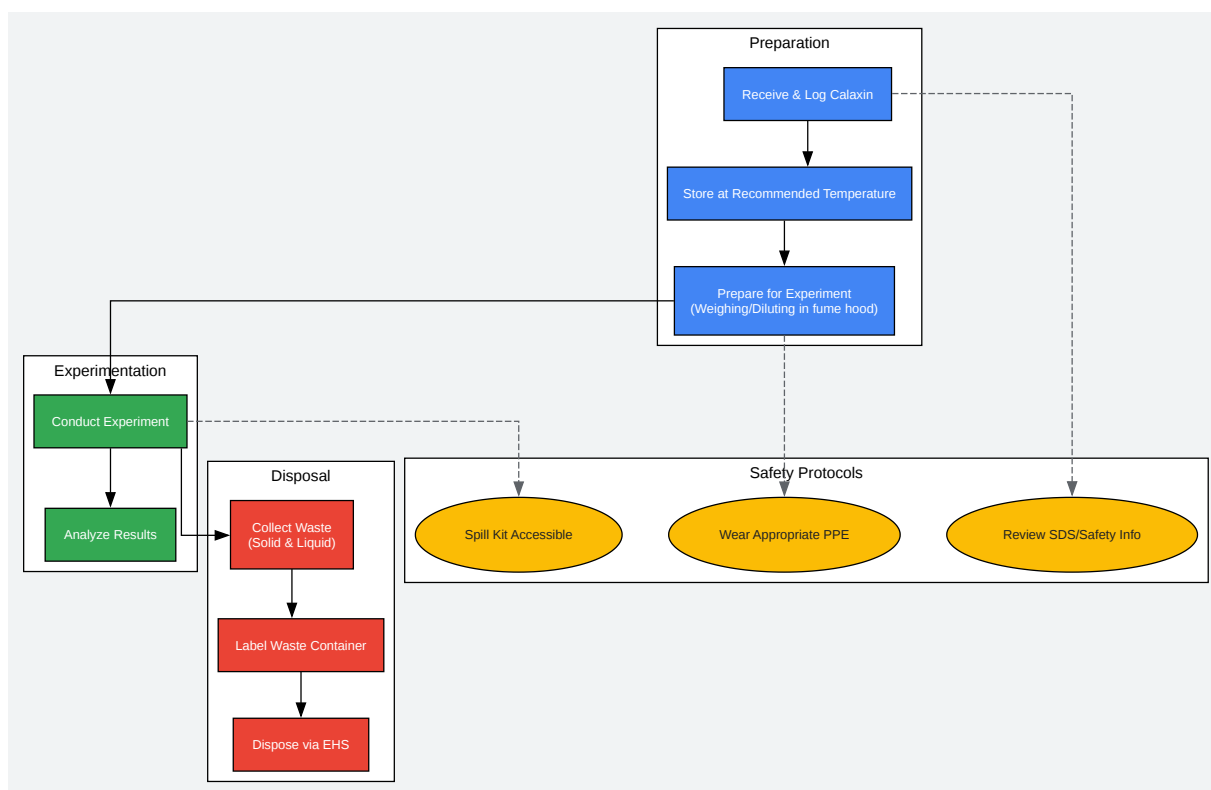 Preparation
Receive & Log Calaxin
Store at Recommended Temperature
Prepare for Experiment
(Weighing/Diluting in fume hood)
Experimentation
Conduct Experiment
Analyze Results
Disposal
Collect Waste
(Solid & Liquid)
Label Waste Container
Dispose via EHS
Safety Protocols
Spill Kit Accessible
Wear Appropriate PPE
Review SDS/Safety Info